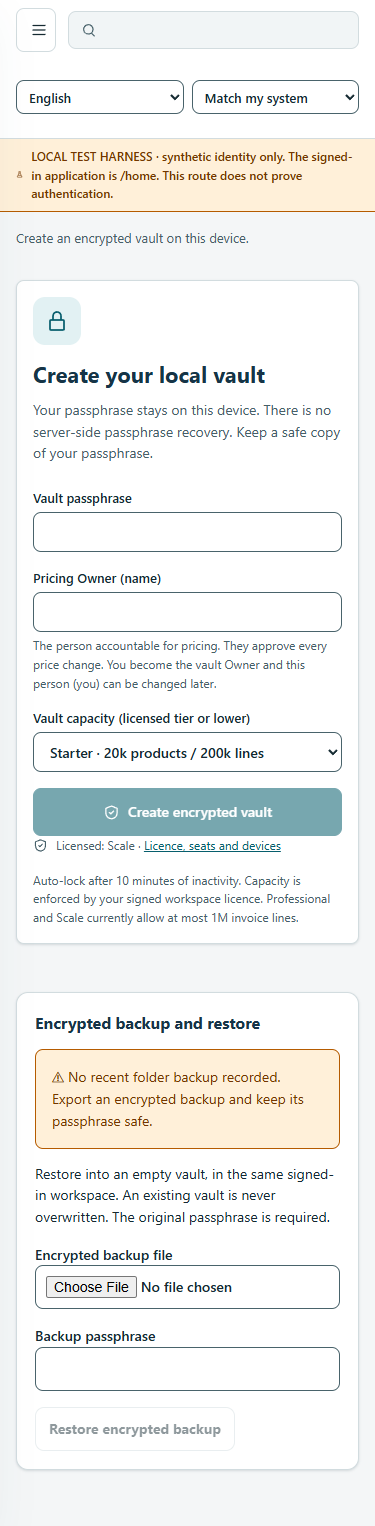 English
Match my system
LOCAL TEST HARNESS · synthetic identity only. The signed-
in application is /home. This route does not prove
authentication.
Create an encrypted vault on this device.
Create your local vault
Your passphrase stays on this device. There is no
server-side passphrase recovery. Keep a safe copy
of your passphrase.
Vault passphrase
Pricing Owner (name)
The person accountable for pricing. They approve every
price change. You become the vault Owner and this
person (you) can be changed later.
Vault capacity (licensed tier or lower)
Starter · 20k products / 200k lines
Create encrypted vault
Licensed: Scale · Licence, seats and devices
Auto-lock after 10 minutes of inactivity. Capacity is
enforced by your signed workspace licence. Professional
and Scale currently allow at most 1M invoice lines.
Encrypted backup and restore
⚠ No recent folder backup recorded.
Export an encrypted backup and keep its
passphrase safe.
Restore into an empty vault, in the same signed-
in workspace. An existing vault is never
overwritten. The original passphrase is required.
Encrypted backup file
Choose File No file chosen
Backup passphrase
Restore encrypted backup